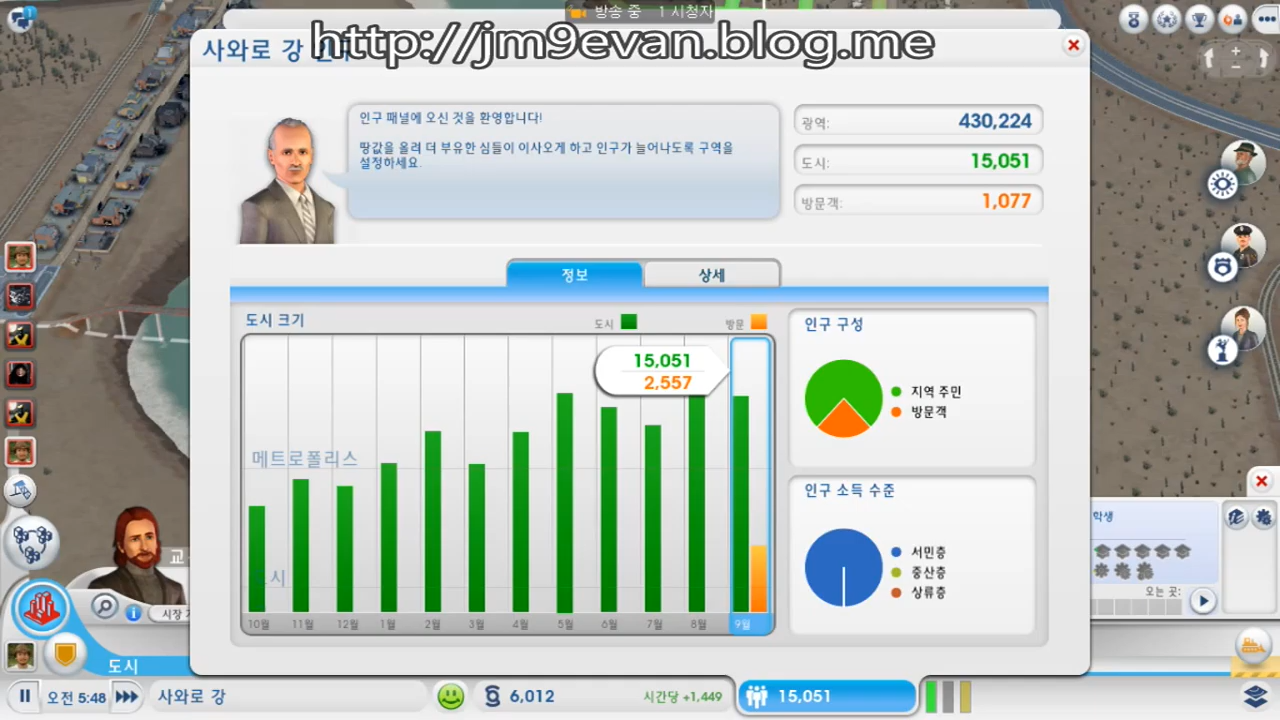 방송 중 1 시청자
사와로 강 인구
http://jm9evan.blog.me
인구 패널에 오신 것을 환영합니다!
땅값을 올려 더 부유한 심들이 이사오게 하고 인구가 늘어나도록 구역을
설정하세요.
광역: 430,224
도시: 15,051
방문객: 1,077
정보 상세
도시 크기
도시 방문
15,051
2,557
메트로폴리스
도시
10월 11월 12월 1월 2월 3월 4월 5월 6월 7월 8월 9월
인구 구성
지역 주민
방문객
인구 소득 수준
서민층
중산층
상류층
학생
오는 곳:
교
시장
도시
오전 5:48
사와로 강
6,012
시간당 +1,449
15,051